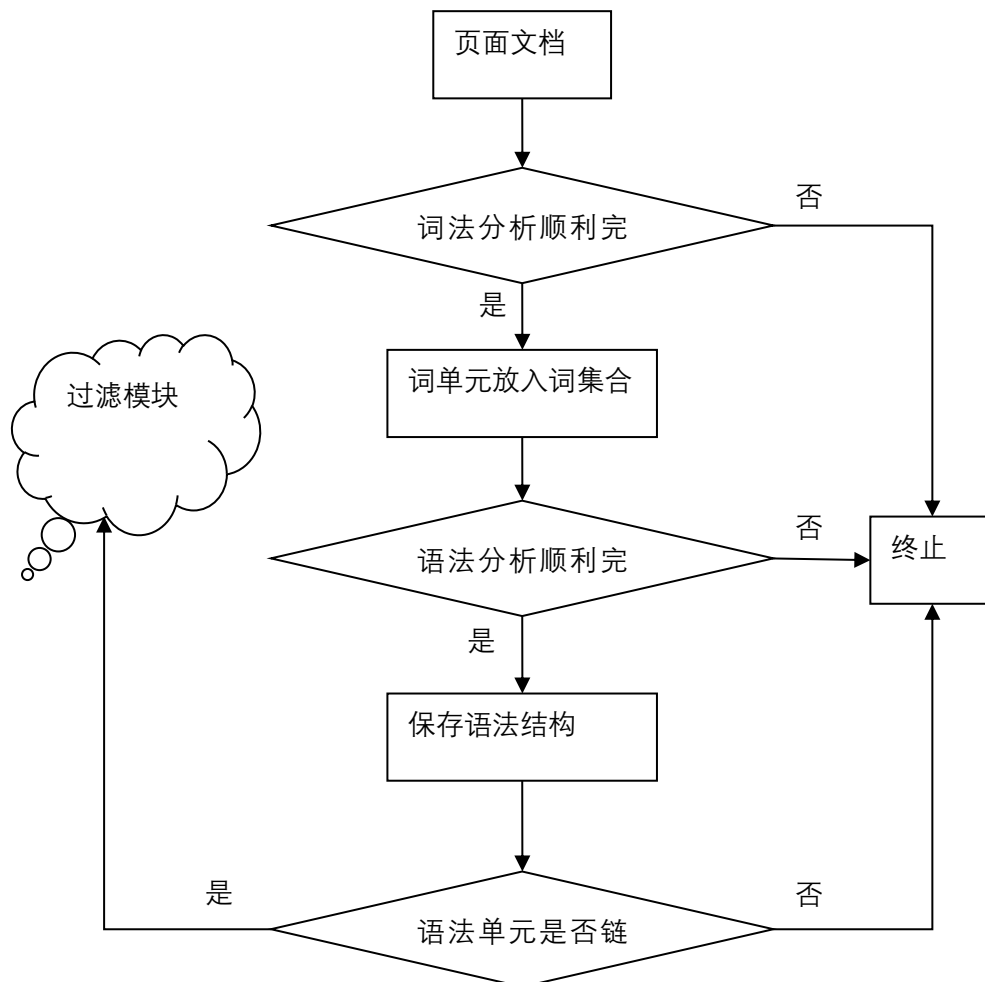 页面文档
否
词法分析顺利完
是
词单元放入词集合
过滤模块
否
语法分析顺利完
终止
是
保存语法结构
是
否
语法单元是否链